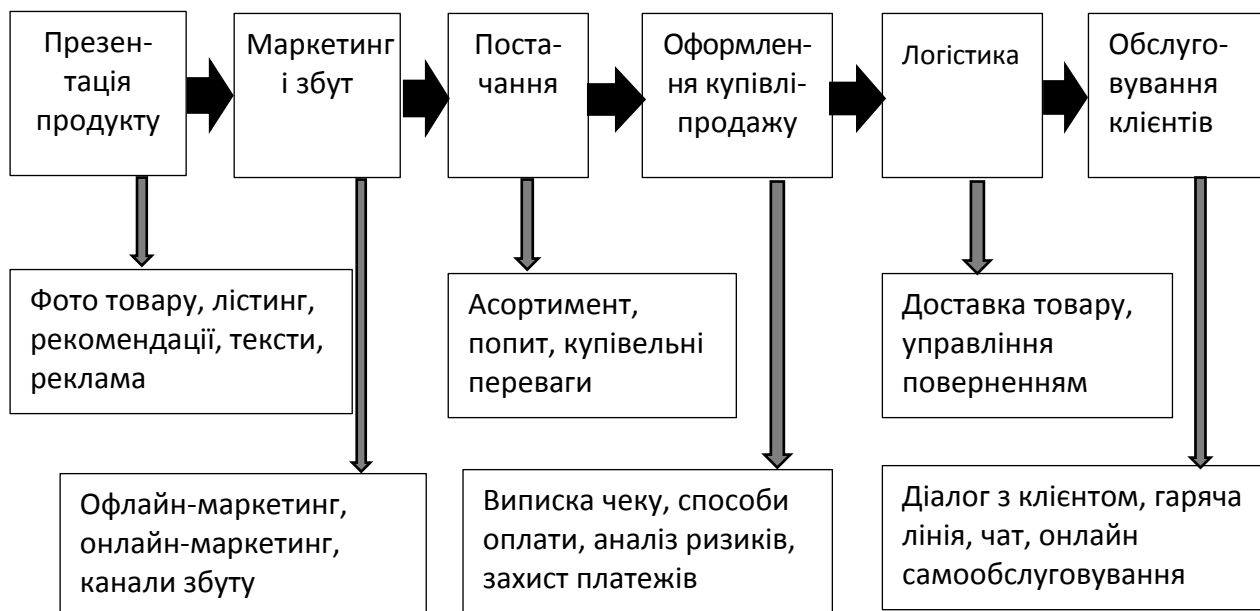 Презен-
тація
продукту
Маркетинг
і збут
Поста-
чання
Оформлен-
ня купівлі-
продажу
Логістика
Обслуго-
вування
клієнтів
Фото товару, лістинг,
рекомендації, тексти,
реклама
Асортимент,
попит, купівельні
переваги
Доставка товару,
управління
поверненням
Офлайн-маркетинг,
онлайн-маркетинг,
канали збуту
Виписка чеку, способи
оплати, аналіз ризиків,
захист платежів
Діалог з клієнтом, гаряча
лінія, чат, онлайн
самообслуговування